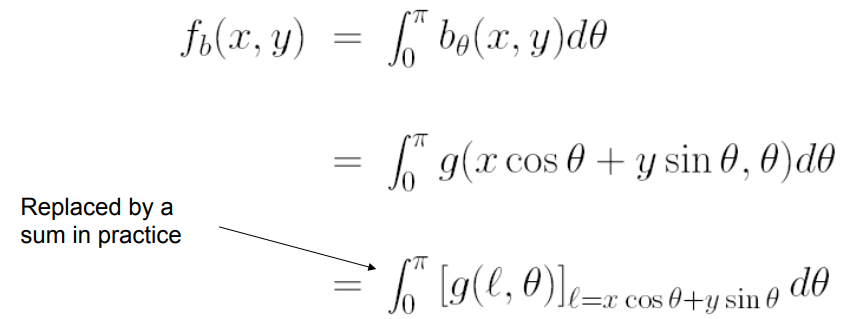 f_b(x, y) = ∫_0^π b_θ(x, y)dθ
= ∫_0^π g(x cos θ + y sin θ, θ)dθ
Replaced by a
sum in practice
= ∫_0^π [g(ℓ, θ)]_{ℓ=x cos θ+y sin θ} dθ